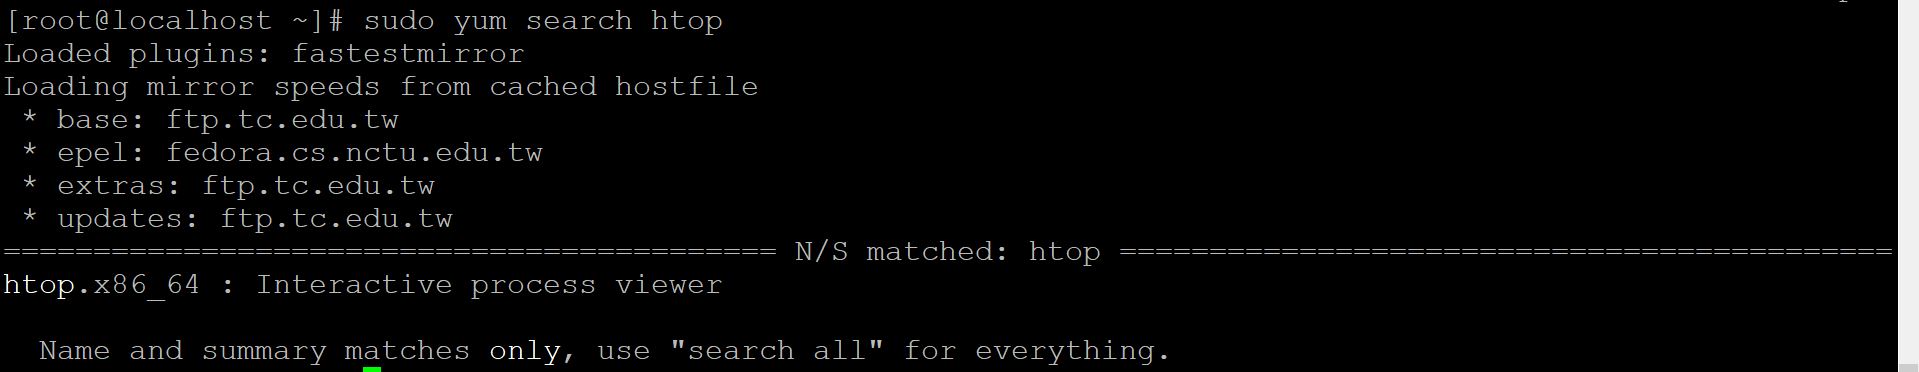 [root@localhost ~]# sudo yum search htop
Loaded plugins: fastestmirror
Loading mirror speeds from cached hostfile
 * base: ftp.tc.edu.tw
 * epel: fedora.cs.nctu.edu.tw
 * extras: ftp.tc.edu.tw
 * updates: ftp.tc.edu.tw
=========================================== N/S matched: htop ===========================================
htop.x86_64 : Interactive process viewer

  Name and summary matches only, use "search all" for everything.